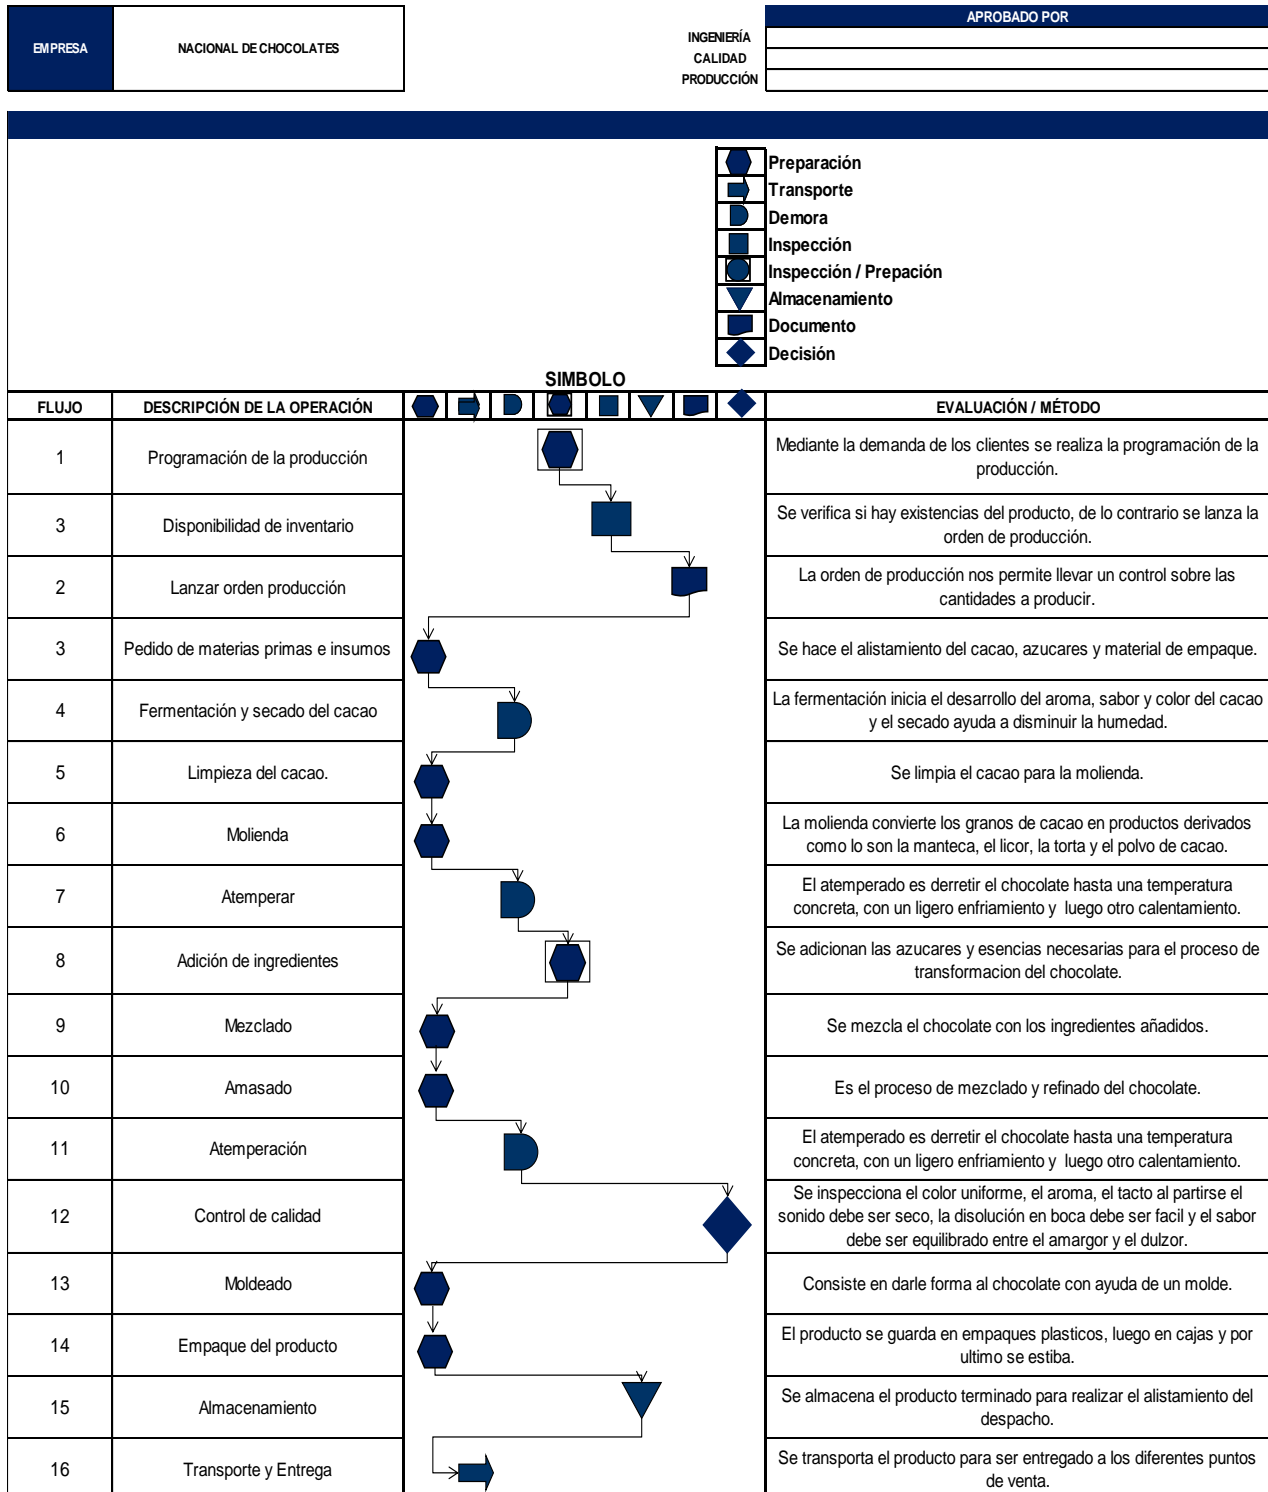 APROBADO POR
EMPRESA
NACIONAL DE CHOCOLATES
INGENIERÍA
CALIDAD
PRODUCCIÓN
Preparación
Transporte
Demora
Inspección
Inspección / Prepación
Almacenamiento
Documento
Decisión
SIMBOLO
FLUJO DESCRIPCIÓN DE LA OPERACIÓN EVALUACIÓN / MÉTODO
1 Programación de la producción
Mediante la demanda de los clientes se realiza la programación de la
producción.
3 Disponibilidad de inventario
Se verifica si hay existencias del producto, de lo contrario se lanza la
orden de producción.
2 Lanzar orden producción
La orden de producción nos permite llevar un control sobre las
cantidades a producir.
3 Pedido de materias primas e insumos
Se hace el alistamiento del cacao, azucares y material de empaque.
4 Fermentación y secado del cacao
La fermentación inicia el desarrollo del aroma, sabor y color del cacao
y el secado ayuda a disminuir la humedad.
5 Limpieza del cacao.
Se limpia el cacao para la molienda.
6 Molienda
La molienda convierte los granos de cacao en productos derivados
como lo son la manteca, el licor, la torta y el polvo de cacao.
7 Atemperar
El atemperado es derretir el chocolate hasta una temperatura
concreta, con un ligero enfriamiento y luego otro calentamiento.
8 Adición de ingredientes
Se adicionan las azucares y esencias necesarias para el proceso de
transformacion del chocolate.
9 Mezclado
Se mezcla el chocolate con los ingredientes añadidos.
10 Amasado
Es el proceso de mezclado y refinado del chocolate.
11 Atemperación
El atemperado es derretir el chocolate hasta una temperatura
concreta, con un ligero enfriamiento y luego otro calentamiento.
12 Control de calidad
Se inspecciona el color uniforme, el aroma, el tacto al partirse el
sonido debe ser seco, la disolución en boca debe ser facil y el sabor
debe ser equilibrado entre el amargor y el dulzor.
13 Moldeado
Consiste en darle forma al chocolate con ayuda de un molde.
14 Empaque del producto
El producto se guarda en empaques plasticos, luego en cajas y por
ultimo se estiba.
15 Almacenamiento
Se almacena el producto terminado para realizar el alistamiento del
despacho.
16 Transporte y Entrega
Se transporta el producto para ser entregado a los diferentes puntos
de venta.